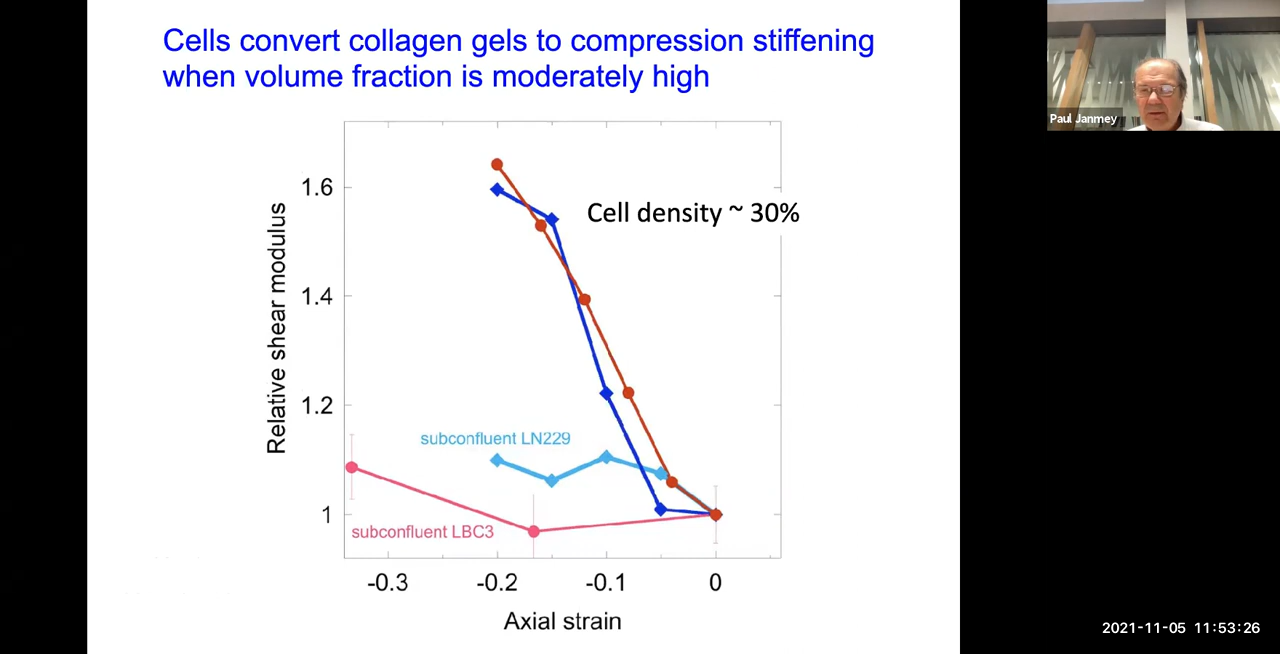 Cells convert collagen gels to compression stiffening
when volume fraction is moderately high
Paul Janmey
Cell density ~ 30%
Relative shear modulus
1.6
1.4
1.2
1
subconfluent LN229
subconfluent LBC3
-0.3
-0.2
-0.1
0
Axial strain
2021-11-05 11:53:26